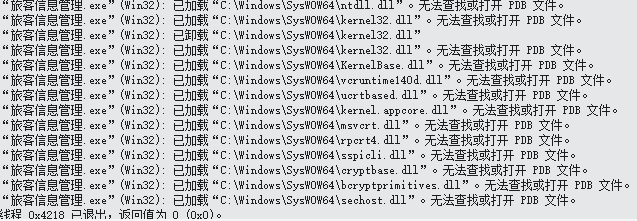 “旅客信息管理.exe”(Win32): 已加载“C:\Windows\SysWOW64\ntdll.dll”。无法查找或打开 PDB 文件。
“旅客信息管理.exe”(Win32): 已加载“C:\Windows\SysWOW64\kernel32.dll”。无法查找或打开 PDB 文件。
“旅客信息管理.exe”(Win32): 已卸载“C:\Windows\SysWOW64\kernel32.dll”
“旅客信息管理.exe”(Win32): 已加载“C:\Windows\SysWOW64\kernel32.dll”。无法查找或打开 PDB 文件。
“旅客信息管理.exe”(Win32): 已加载“C:\Windows\SysWOW64\KernelBase.dll”。无法查找或打开 PDB 文件。
“旅客信息管理.exe”(Win32): 已加载“C:\Windows\SysWOW64\vcruntime140d.dll”。无法查找或打开 PDB 文件。
“旅客信息管理.exe”(Win32): 已加载“C:\Windows\SysWOW64\ucrtbased.dll”。无法查找或打开 PDB 文件。
“旅客信息管理.exe”(Win32): 已加载“C:\Windows\SysWOW64\kernel.appcore.dll”。无法查找或打开 PDB 文件。
“旅客信息管理.exe”(Win32): 已加载“C:\Windows\SysWOW64\msvcrt.dll”。无法查找或打开 PDB 文件。
“旅客信息管理.exe”(Win32): 已加载“C:\Windows\SysWOW64\rpcrt4.dll”。无法查找或打开 PDB 文件。
“旅客信息管理.exe”(Win32): 已加载“C:\Windows\SysWOW64\sspicli.dll”。无法查找或打开 PDB 文件。
“旅客信息管理.exe”(Win32): 已加载“C:\Windows\SysWOW64\cryptbase.dll”。无法查找或打开 PDB 文件。
“旅客信息管理.exe”(Win32): 已加载“C:\Windows\SysWOW64\bcryptprimitives.dll”。无法查找或打开 PDB 文件。
“旅客信息管理.exe”(Win32): 已加载“C:\Windows\SysWOW64\sechost.dll”。无法查找或打开 PDB 文件。
线程 0x4218 已退出，返回值为 0 (0x0)。